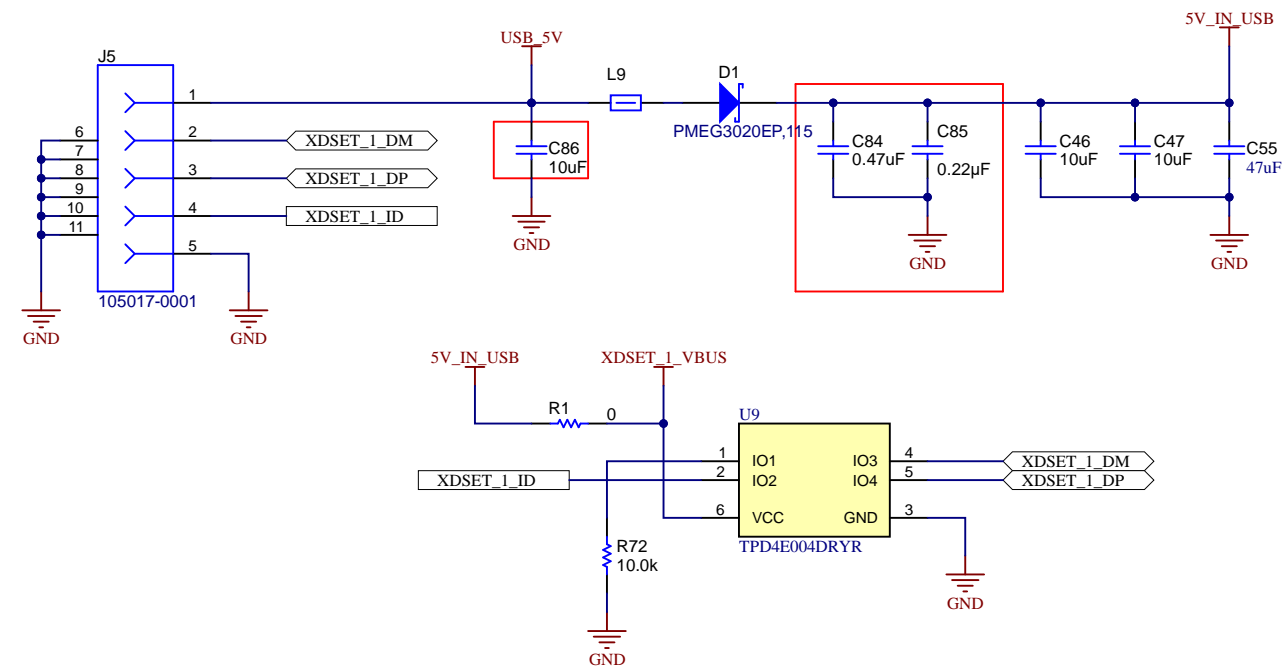 5V_IN_USB
USB_5V
J5
L9
D1
1
PMEG3020EP,115
6
2
XDSET_1_DM
C86
10uF
C84
0.47uF
C85
0.22µF
C46
10uF
C47
10uF
C55
47uF
7
8
3
XDSET_1_DP
9
10
4
XDSET_1_ID
11
5
GND
GND
GND
105017-0001
GND
GND
5V_IN_USB
XDSET_1_VBUS
R1
0
U9
1
IO1
IO3
4
XDSET_1_DM
XDSET_1_ID
2
IO2
IO4
5
XDSET_1_DP
6
VCC
GND
3
TPD4E004DRYR
R72
10.0k
GND
GND